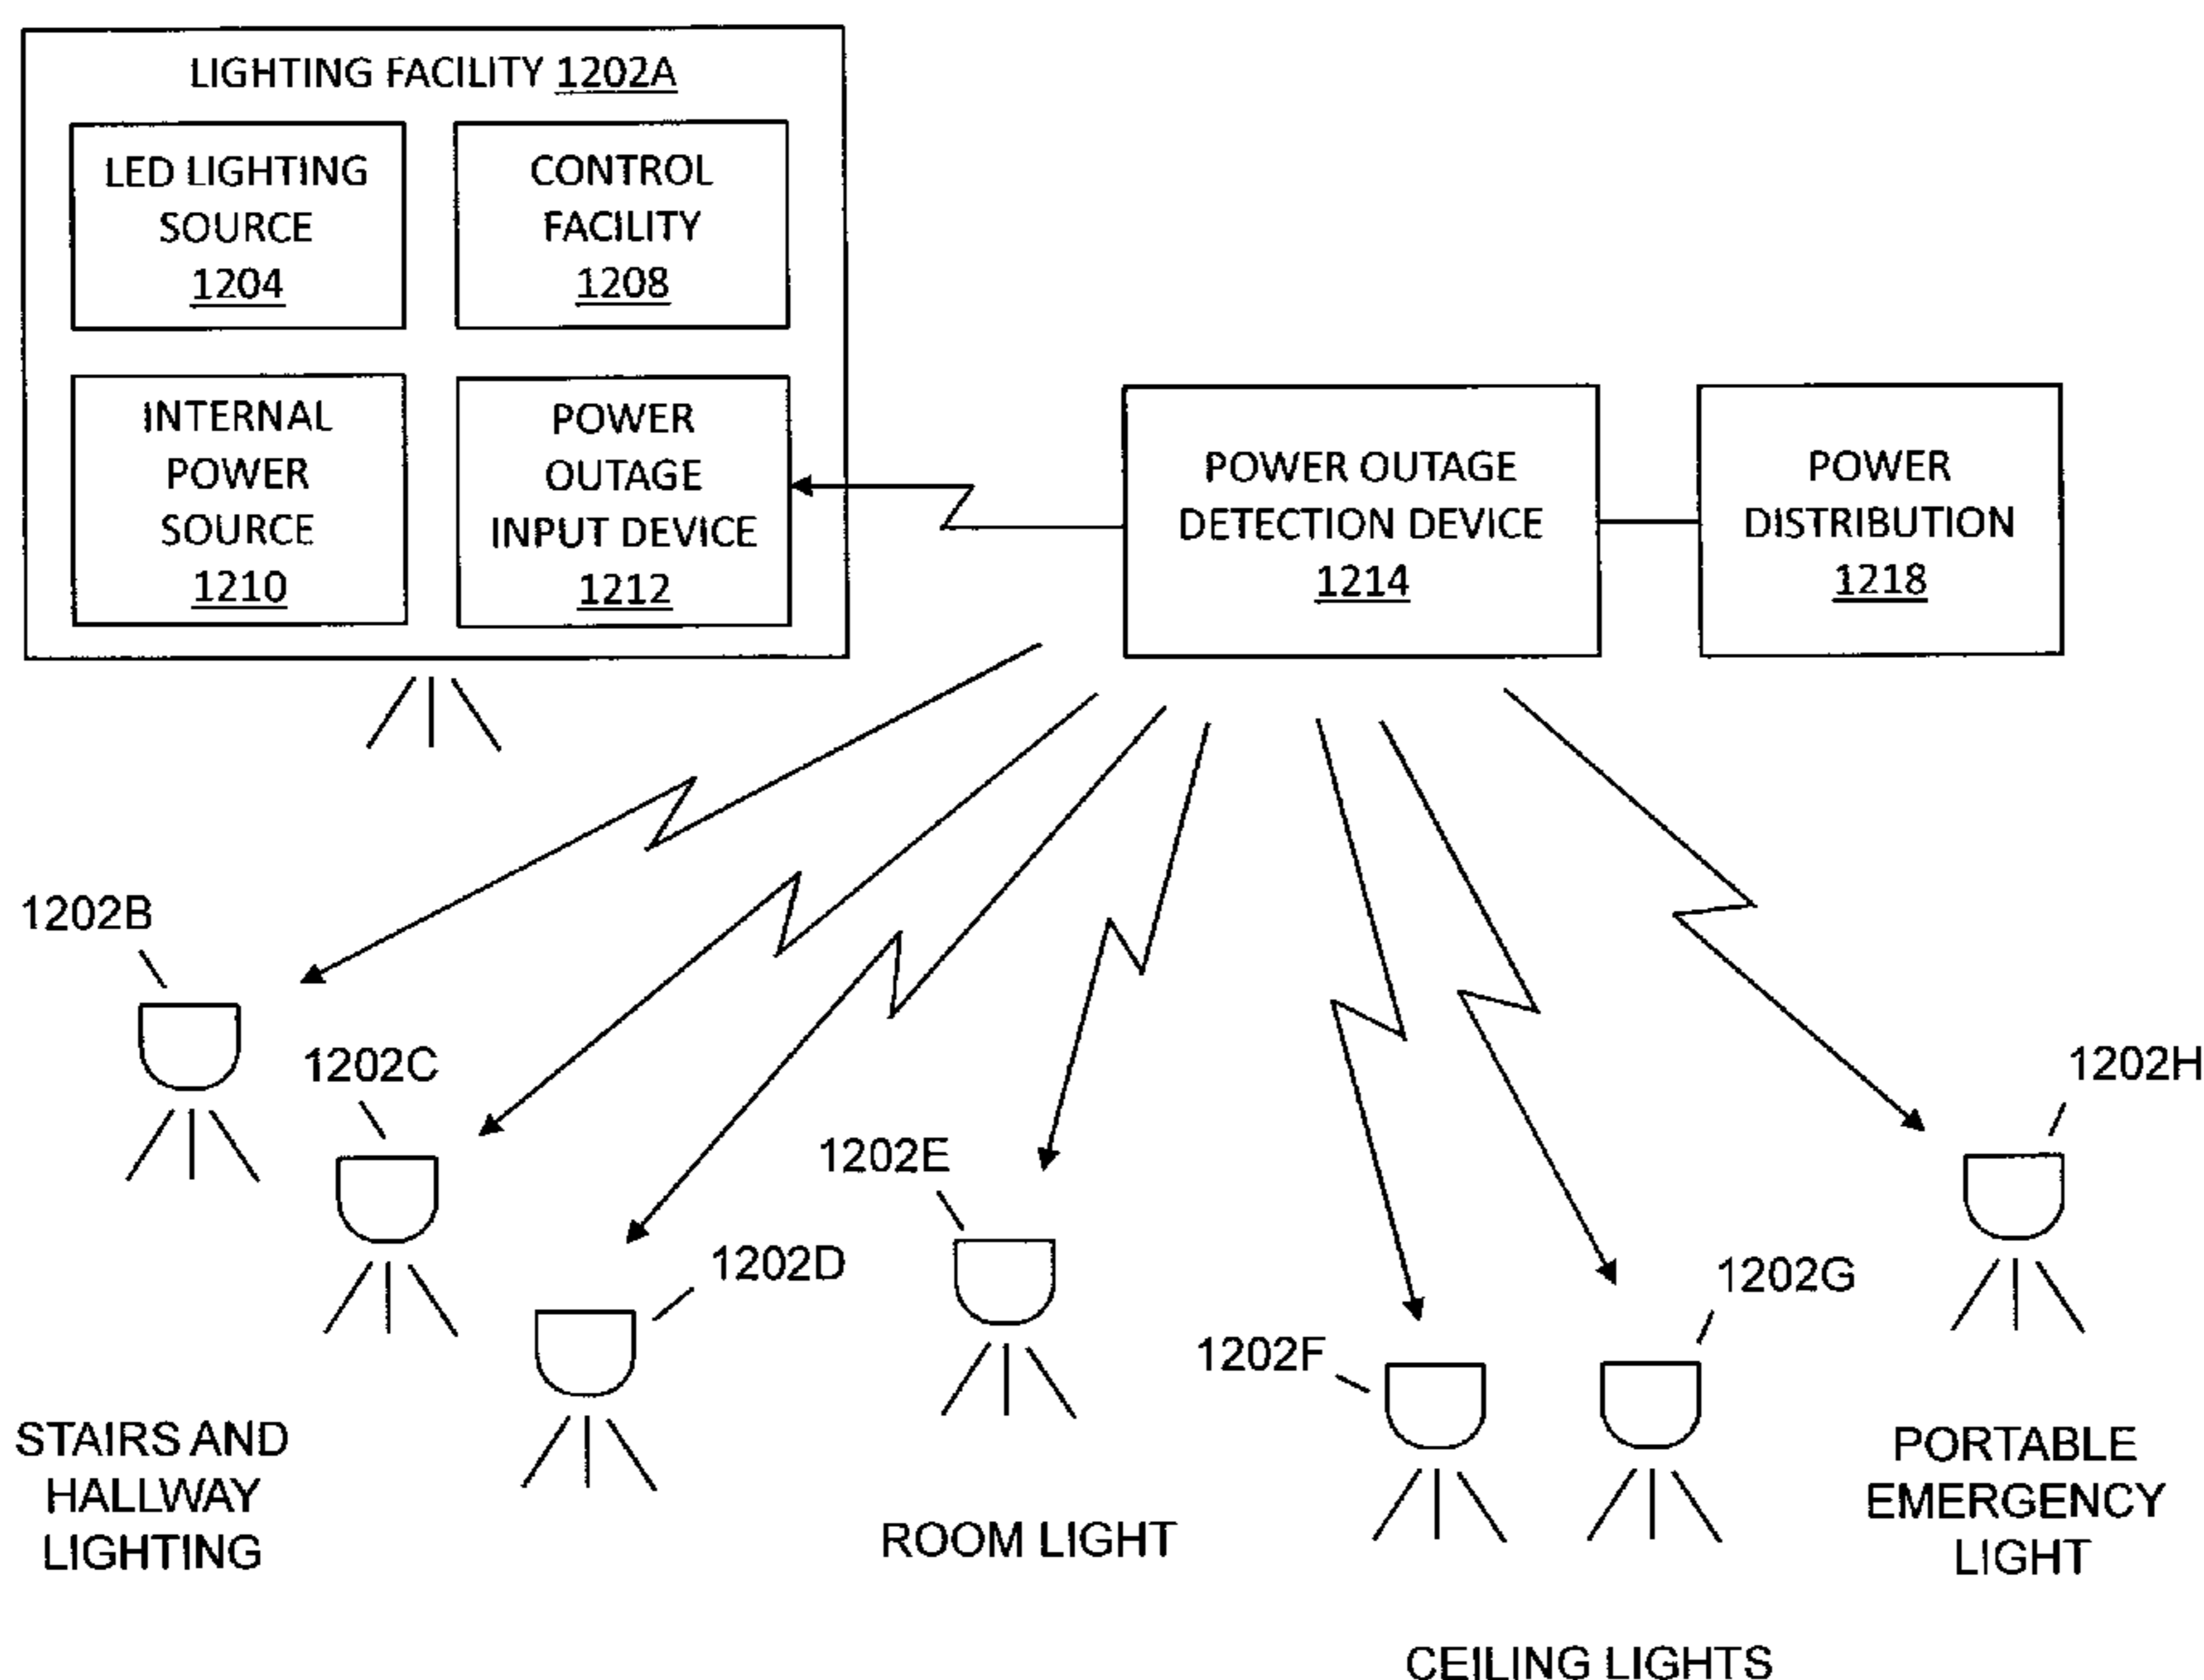 LIGHTING FACILITY 1202A
LED LIGHTING
SOURCE
1204
CONTROL
FACILITY
1208
INTERNAL
POWER
SOURCE
1210
POWER
OUTAGE
INPUT DEVICE
1212
POWER OUTAGE
DETECTION DEVICE
1214
POWER
DISTRIBUTION
1218
1202B
1202C
1202D
1202E
1202F
1202G
1202H
STAIRS AND
HALLWAY
LIGHTING
ROOM LIGHT
CEILING LIGHTS
PORTABLE
EMERGENCY
LIGHT